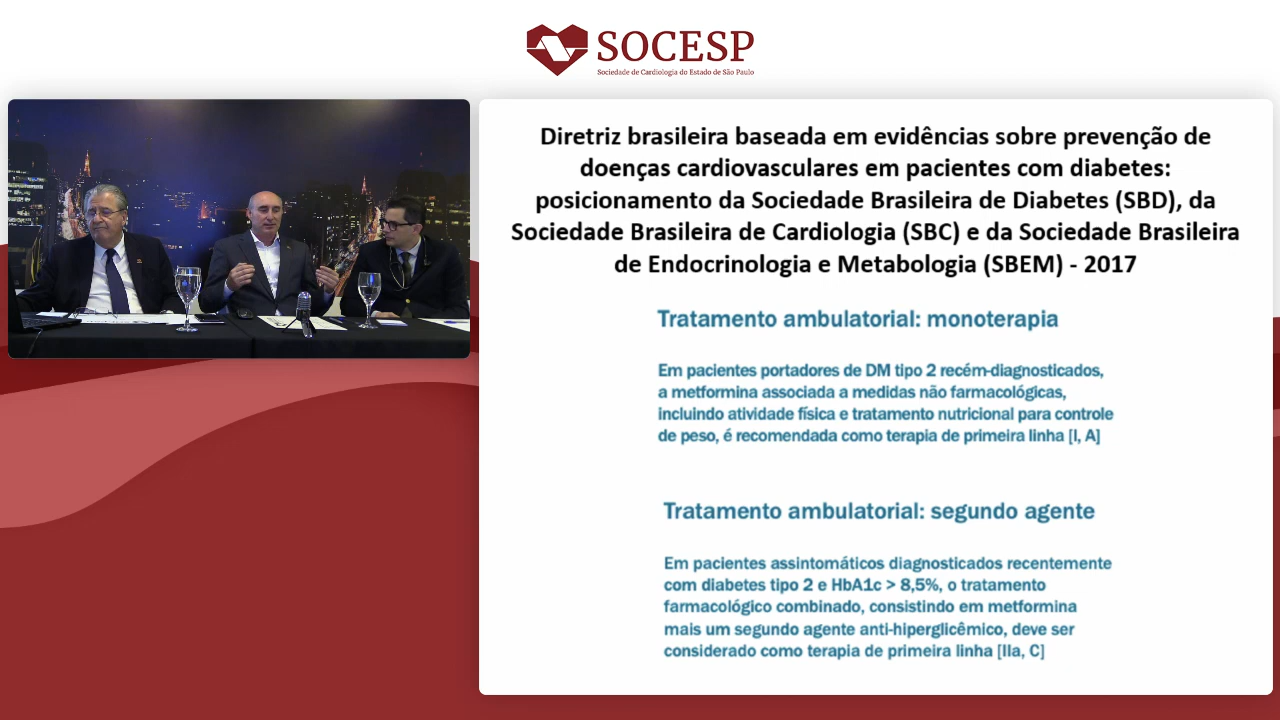 SOCESP
Sociedade de Cardiologia do Estado de São Paulo
Diretriz brasileira baseada em evidências sobre prevenção de
doenças cardiovasculares em pacientes com diabetes:
posicionamento da Sociedade Brasileira de Diabetes (SBD), da
Sociedade Brasileira de Cardiologia (SBC) e da Sociedade Brasileira
de Endocrinologia e Metabologia (SBEM) - 2017
Tratamento ambulatorial: monoterapia
Em pacientes portadores de DM tipo 2 recém-diagnosticados,
a metformina associada a medidas não farmacológicas,
incluindo atividade física e tratamento nutricional para controle
de peso, é recomendada como terapia de primeira linha [I, A]
Tratamento ambulatorial: segundo agente
Em pacientes assintomáticos diagnosticados recentemente
com diabetes tipo 2 e HbA1c > 8,5%, o tratamento
farmacológico combinado, consistindo em metformina
mais um segundo agente anti-hiperglicêmico, deve ser
considerado como terapia de primeira linha [IIa, C]